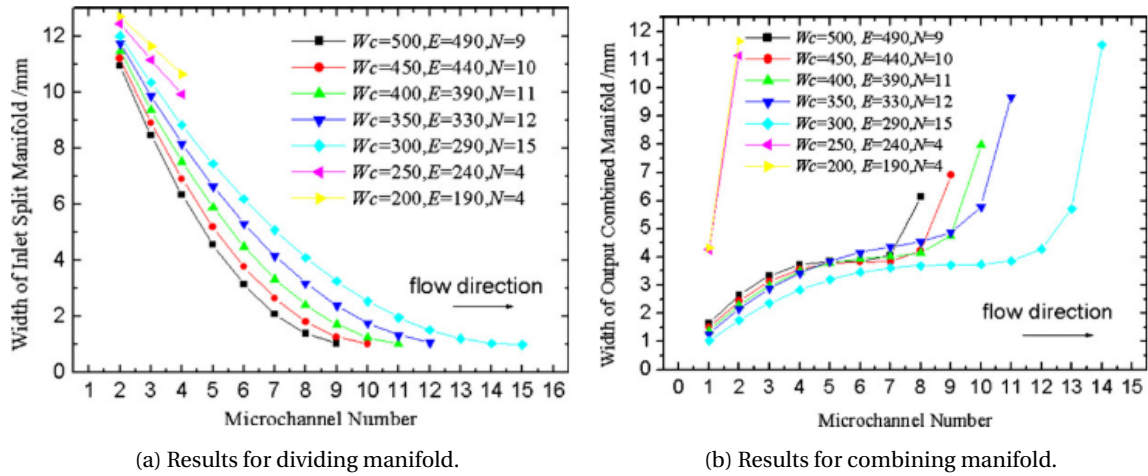 Width of Inlet Split Manifold /mm
12
10
8
6
4
2
0
Wc=500,E=490,N=9
Wc=450,E=440,N=10
Wc=400,E=390,N=11
Wc=350,E=330,N=12
Wc=300,E=290,N=15
Wc=250,E=240,N=4
Wc=200,E=190,N=4
flow direction
1 2 3 4 5 6 7 8 9 10 11 12 13 14 15 16
Microchannel Number
(a) Results for dividing manifold.
Width of Output Combined Manifold /mm
12
11
10
9
8
7
6
5
4
3
2
1
0
Wc=500, E=490,N=9
Wc=450, E=440,N=10
Wc=400, E=390,N=11
Wc=350, E=330,N=12
Wc=300, E=290,N=15
Wc=250, E=240,N=4
Wc=200, E=190,N=4
flow direction
0 1 2 3 4 5 6 7 8 9 10 11 12 13 14 15
Microchannel Number
(b) Results for combining manifold.